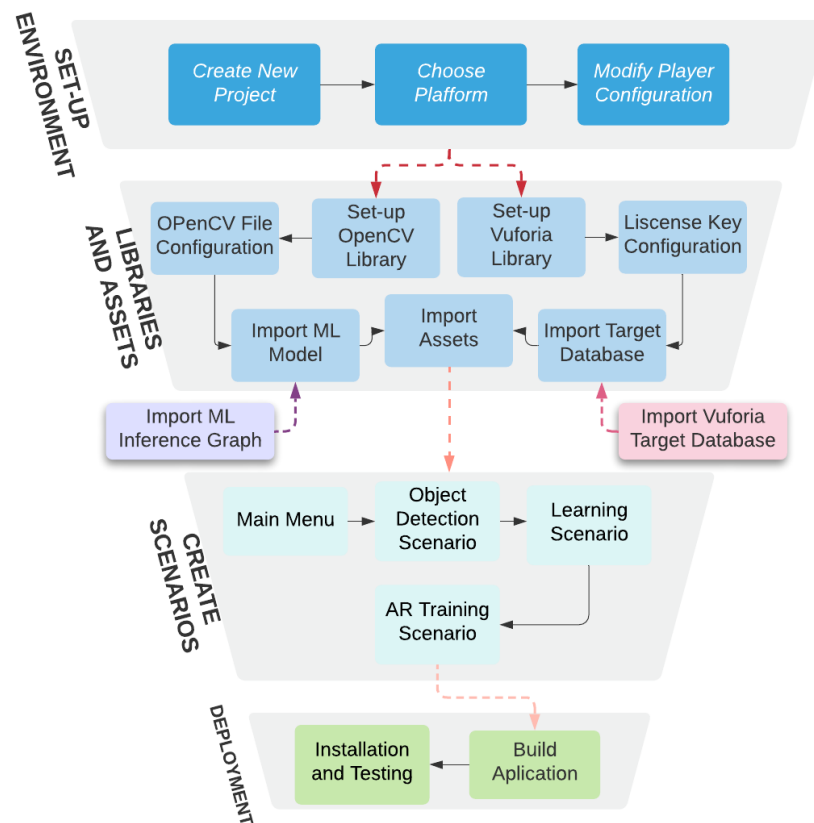 SET-UP
ENVIRONMENT
Create New
Project
Choose
Plafform
Modify Player
Configuration
LIBRARIES
AND ASSETS
OPenCV File
Configuration
Set-up
OpenCV
Library
Set-up
Vuforia
Library
Liscense Key
Configuration
Import ML
Model
Import
Assets
Import Target
Database
Import ML
Inference Graph
Import Vuforia
Target Database
CREATE
SCENARIOS
Main Menu
Object
Detection
Scenario
Learning
Scenario
AR Training
Scenario
DEPLOYMENT
Installation
and Testing
Build
Aplication